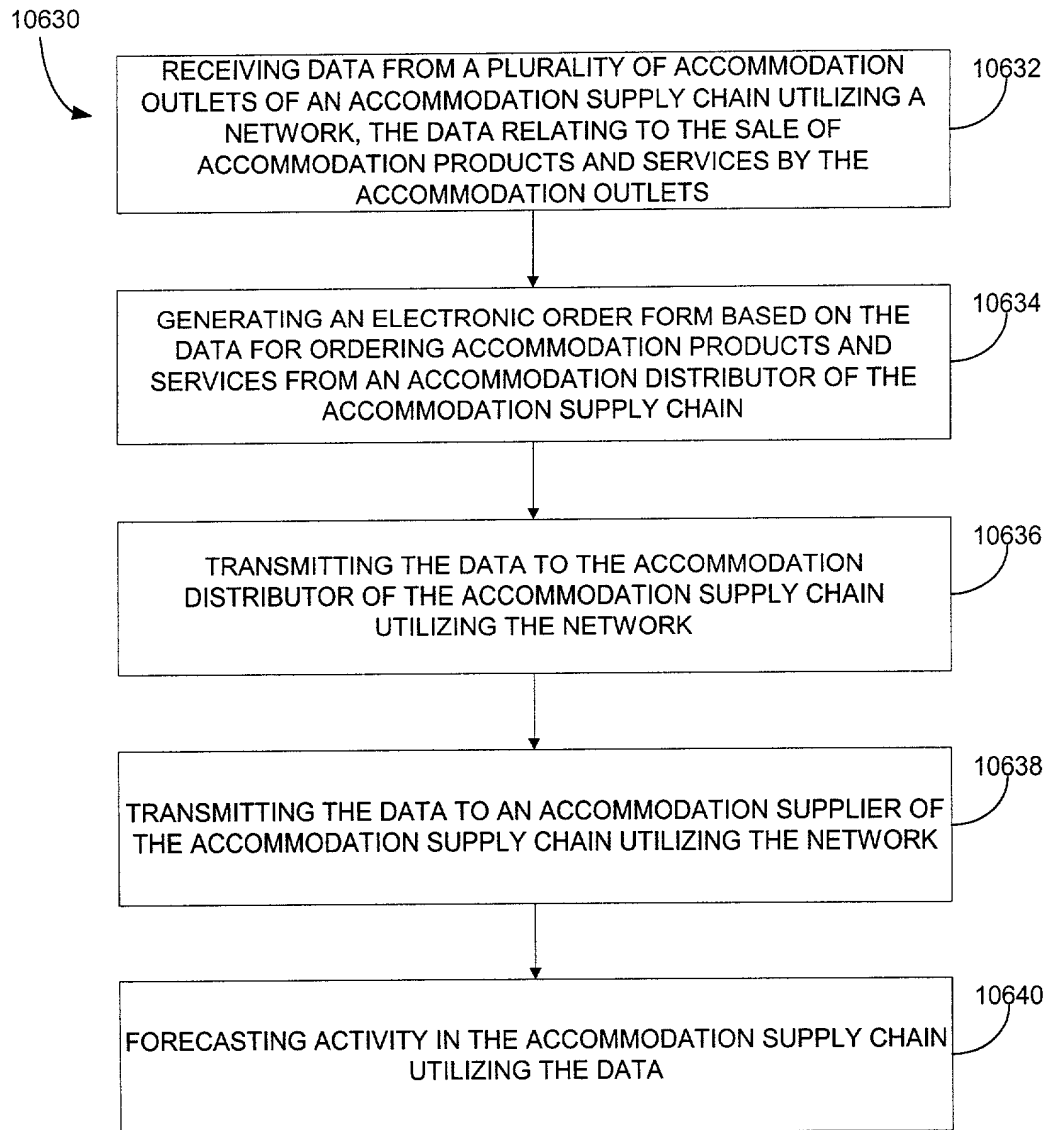 10630
RECEIVING DATA FROM A PLURALITY OF ACCOMMODATION
OUTLETS OF AN ACCOMMODATION SUPPLY CHAIN UTILIZING A
NETWORK, THE DATA RELATING TO THE SALE OF
ACCOMMODATION PRODUCTS AND SERVICES BY THE
ACCOMMODATION OUTLETS
10632
GENERATING AN ELECTRONIC ORDER FORM BASED ON THE
DATA FOR ORDERING ACCOMMODATION PRODUCTS AND
SERVICES FROM AN ACCOMMODATION DISTRIBUTOR OF THE
ACCOMMODATION SUPPLY CHAIN
10634
TRANSMITTING THE DATA TO THE ACCOMMODATION
DISTRIBUTOR OF THE ACCOMMODATION SUPPLY CHAIN
UTILIZING THE NETWORK
10636
TRANSMITTING THE DATA TO AN ACCOMMODATION SUPPLIER OF
THE ACCOMMODATION SUPPLY CHAIN UTILIZING THE NETWORK
10638
FORECASTING ACTIVITY IN THE ACCOMMODATION SUPPLY CHAIN
UTILIZING THE DATA
10640